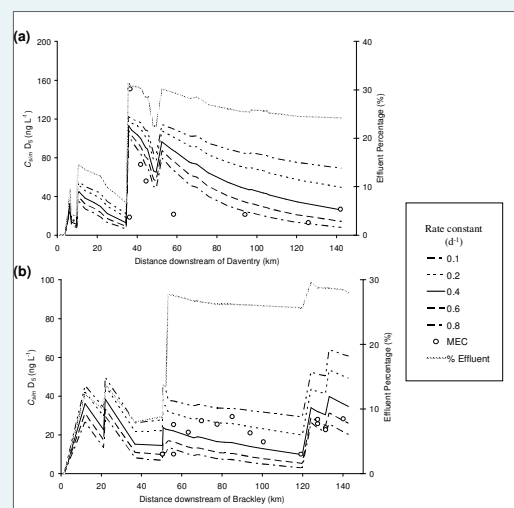 (a)
200
160
120
80
40
0
C_sim D5 (ng L-1)
40
30
20
10
0
Effluent Percentage (%)
0 20 40 60 80 100 120 140
Distance downstream of Daventry (km)
(b)
100
80
60
40
20
0
C_sim D5 (ng L-1)
30
20
10
0
Effluent Percentage (%)
0 20 40 60 80 100 120 140
Distance downstream of Brackley (km)
Rate constant
(d-1)
0.1
0.2
0.4
0.6
0.8
MEC
% Effluent